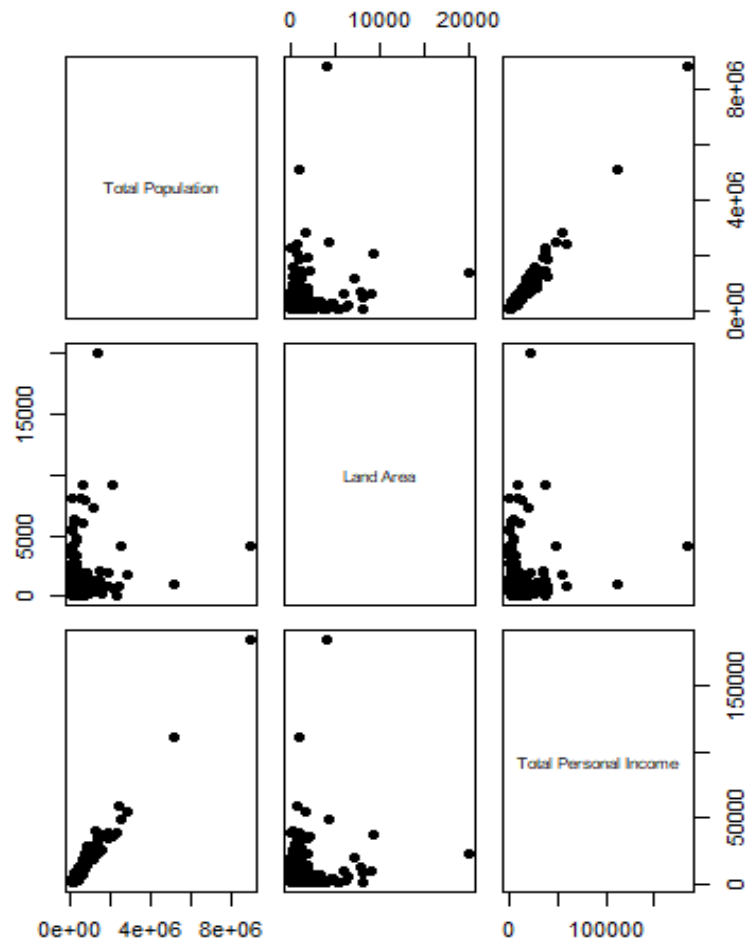 0 10000 20000
Total Population
0e+00 4e+06 8e+06
0 5000 15000
Land Area
Total Personal Income
0 50000 150000
0e+00 4e+06 8e+06
0 100000